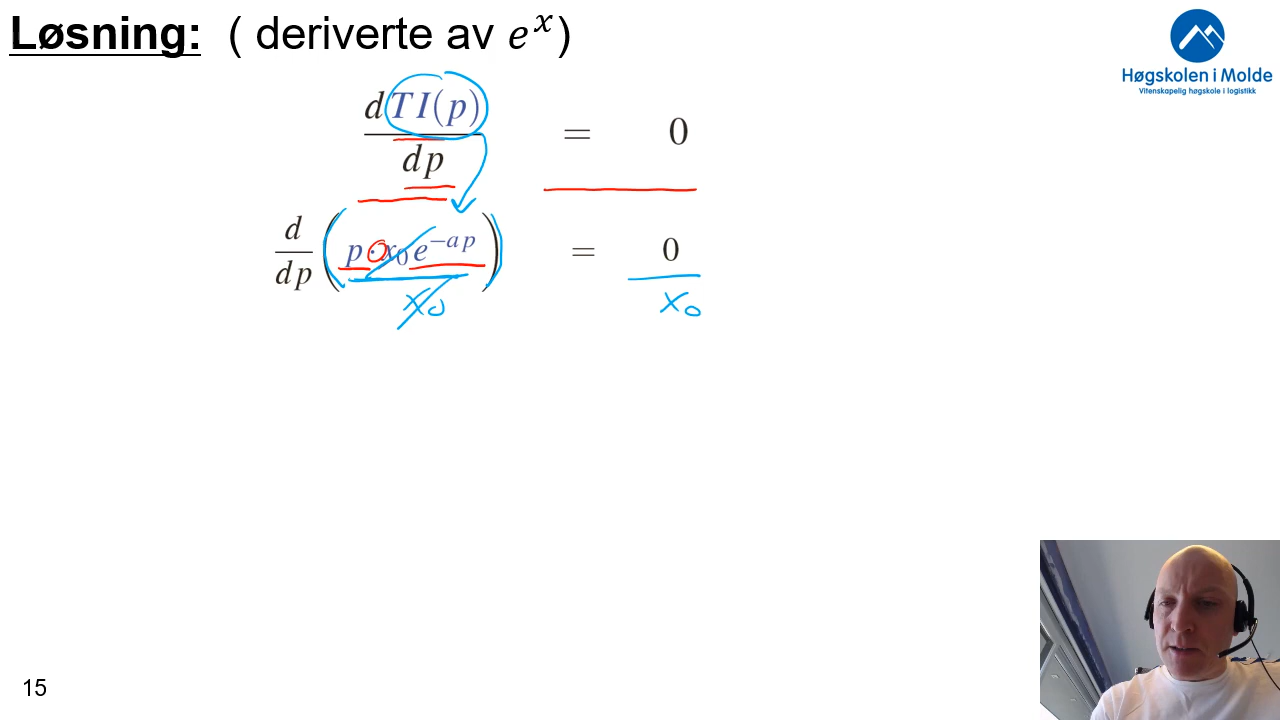 Løsning: ( deriverte av e^x)
Høgskolen i Molde
Vitenskapelig høgskole i logistikk
d TI(p) / dp = 0
d/dp ( p · x₀ e^{−ap} ) = 0
x₀ x₀
15